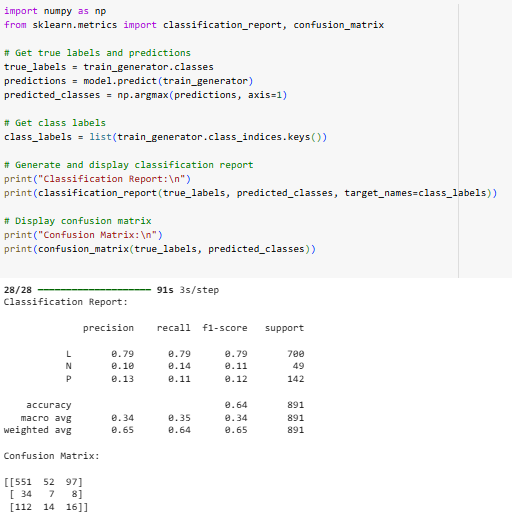 import numpy as np
from sklearn.metrics import classification_report, confusion_matrix
# Get true labels and predictions
true_labels = train_generator.classes
predictions = model.predict(train_generator)
predicted_classes = np.argmax(predictions, axis=1)
# Get class labels
class_labels = list(train_generator.class_indices.keys())
# Generate and display classification report
print("Classification Report:\n")
print(classification_report(true_labels, predicted_classes, target_names=class_labels))
# Display confusion matrix
print("Confusion Matrix:\n")
print(confusion_matrix(true_labels, predicted_classes))
28/28 ━━━━━━━━━━━━━━━━━━━━ 91s 3s/step
Classification Report:
precision recall f1-score support
L 0.79 0.79 0.79 700
N 0.10 0.14 0.11 49
P 0.13 0.11 0.12 142
accuracy 0.64 891
macro avg 0.34 0.35 0.34 891
weighted avg 0.65 0.64 0.65 891
Confusion Matrix:
[[551 52 97]
[ 34 7 8]
[112 14 16]]